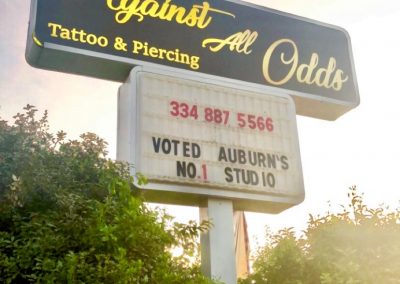 Against
All
Odds
Tattoo & Piercing
334 887 5566
VOTED AUBURN'S
NO.1 STUDIO